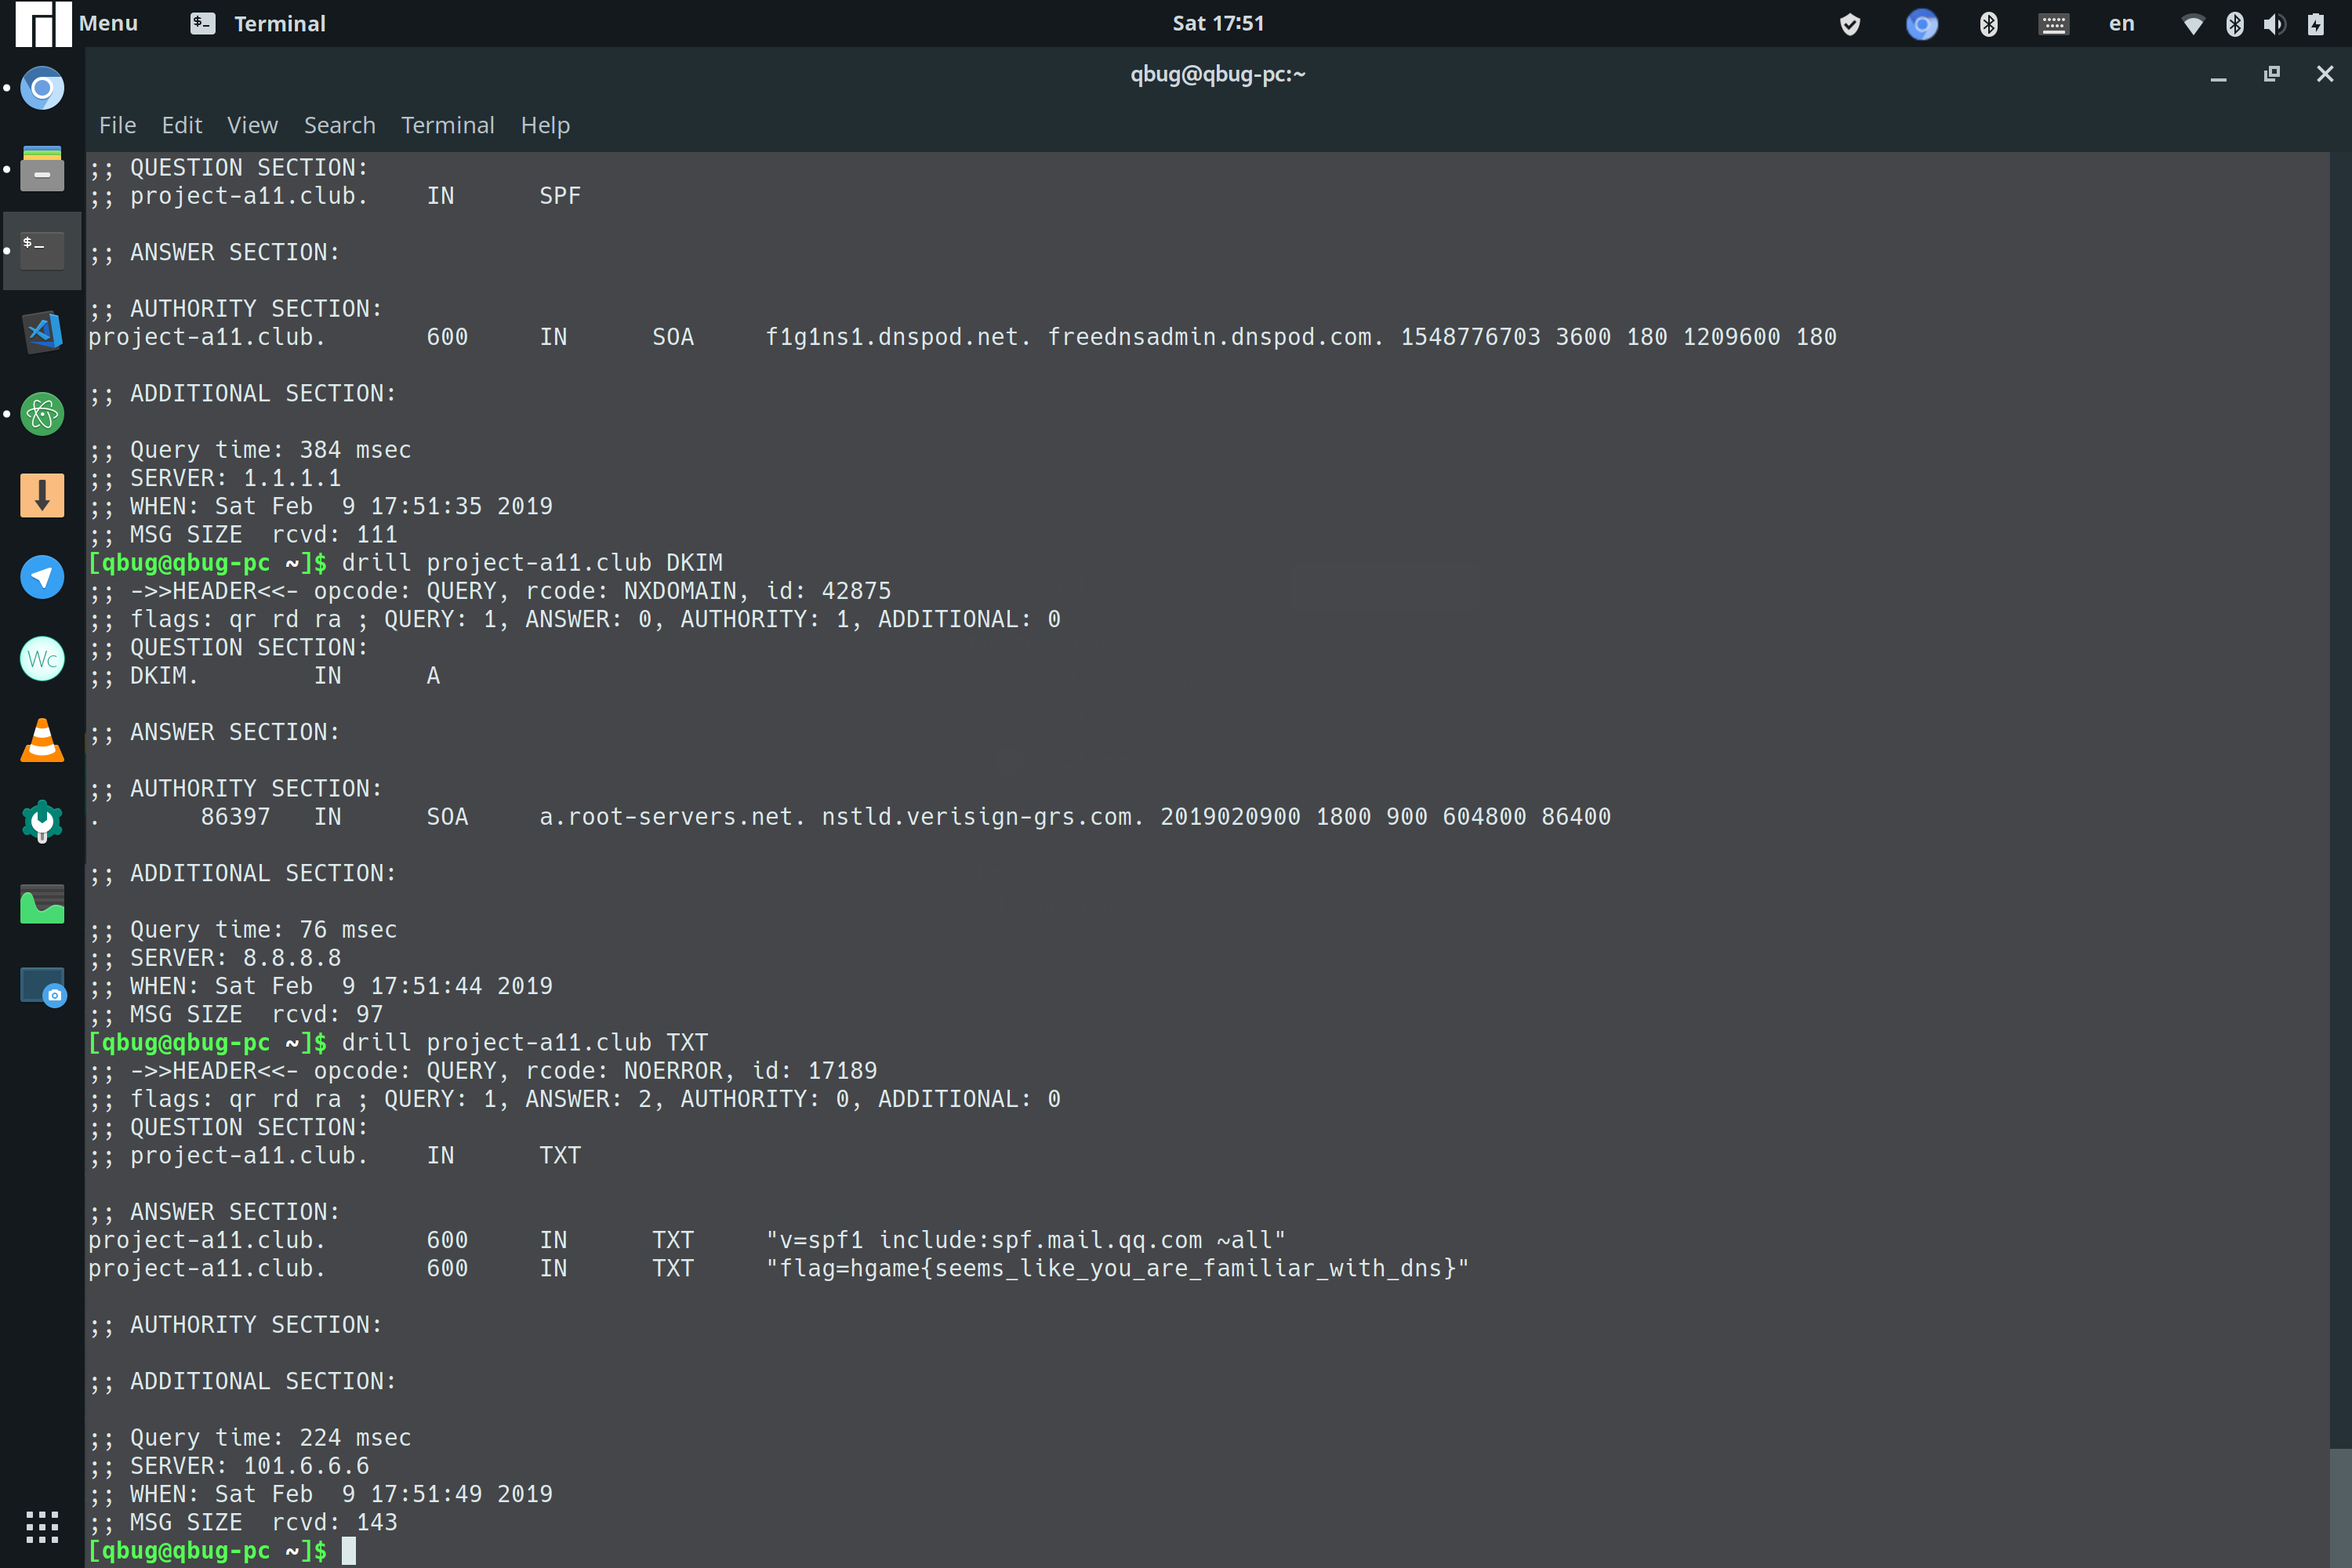 Menu
$_ Terminal
Sat 17:51
en
qbug@qbug-pc:~
File Edit View Search Terminal Help
;; QUESTION SECTION:
;; project-a11.club.	IN	SPF
;; ANSWER SECTION:
;; AUTHORITY SECTION:
project-a11.club.	600	IN	SOA	f1g1ns1.dnspod.net. freednsadmin.dnspod.com. 1548776703 3600 180 1209600 180
;; ADDITIONAL SECTION:
;; Query time: 384 msec
;; SERVER: 1.1.1.1
;; WHEN: Sat Feb  9 17:51:35 2019
;; MSG SIZE  rcvd: 111
[qbug@qbug-pc ~]$ drill project-a11.club DKIM
;; ->>HEADER<<- opcode: QUERY, rcode: NXDOMAIN, id: 42875
;; flags: qr rd ra ; QUERY: 1, ANSWER: 0, AUTHORITY: 1, ADDITIONAL: 0
;; QUESTION SECTION:
;; DKIM.	IN	A
;; ANSWER SECTION:
;; AUTHORITY SECTION:
.	86397	IN	SOA	a.root-servers.net. nstld.verisign-grs.com. 2019020900 1800 900 604800 86400
;; ADDITIONAL SECTION:
;; Query time: 76 msec
;; SERVER: 8.8.8.8
;; WHEN: Sat Feb  9 17:51:44 2019
;; MSG SIZE  rcvd: 97
[qbug@qbug-pc ~]$ drill project-a11.club TXT
;; ->>HEADER<<- opcode: QUERY, rcode: NOERROR, id: 17189
;; flags: qr rd ra ; QUERY: 1, ANSWER: 2, AUTHORITY: 0, ADDITIONAL: 0
;; QUESTION SECTION:
;; project-a11.club.	IN	TXT
;; ANSWER SECTION:
project-a11.club.	600	IN	TXT	"v=spf1 include:spf.mail.qq.com ~all"
project-a11.club.	600	IN	TXT	"flag=hgame{seems_like_you_are_familiar_with_dns}"
;; AUTHORITY SECTION:
;; ADDITIONAL SECTION:
;; Query time: 224 msec
;; SERVER: 101.6.6.6
;; WHEN: Sat Feb  9 17:51:49 2019
;; MSG SIZE  rcvd: 143
[qbug@qbug-pc ~]$
$_
Wc